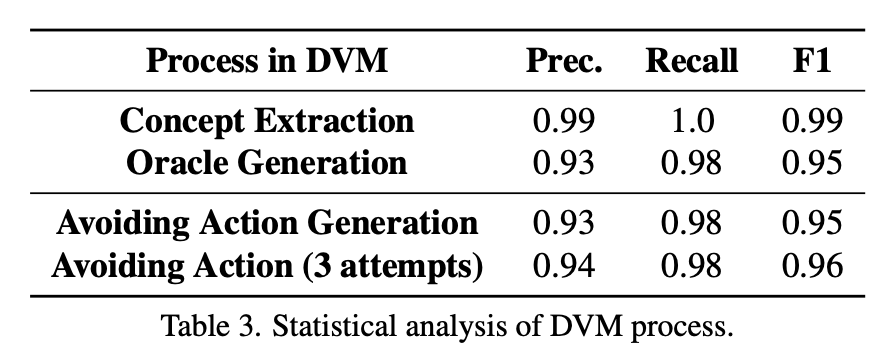 Process in DVM Prec. Recall F1
Concept Extraction 0.99 1.0 0.99
Oracle Generation 0.93 0.98 0.95
Avoiding Action Generation 0.93 0.98 0.95
Avoiding Action (3 attempts) 0.94 0.98 0.96
Table 3. Statistical analysis of DVM process.